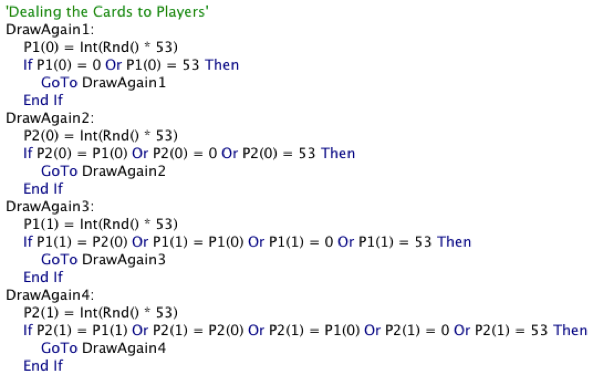 'Dealing the Cards to Players'
DrawAgain1:
P1(0) = Int(Rnd() * 53)
If P1(0) = 0 Or P1(0) = 53 Then
GoTo DrawAgain1
End If
DrawAgain2:
P2(0) = Int(Rnd() * 53)
If P2(0) = P1(0) Or P2(0) = 0 Or P2(0) = 53 Then
GoTo DrawAgain2
End If
DrawAgain3:
P1(1) = Int(Rnd() * 53)
If P1(1) = P2(0) Or P1(1) = P1(0) Or P1(1) = 0 Or P1(1) = 53 Then
GoTo DrawAgain3
End If
DrawAgain4:
P2(1) = Int(Rnd() * 53)
If P2(1) = P1(1) Or P2(1) = P2(0) Or P2(1) = P1(0) Or P2(1) = 0 Or P2(1) = 53 Then
GoTo DrawAgain4
End If